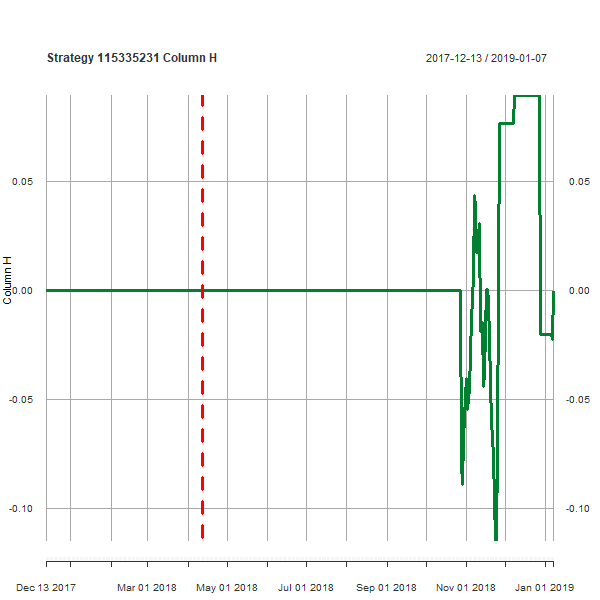 Strategy 115335231 Column H
2017-12-13 / 2019-01-07
0.05
0.05
0.00
0.00
-0.05
-0.05
-0.10
-0.10
Column H
Dec 13 2017
Mar 01 2018
May 01 2018
Jul 01 2018
Sep 01 2018
Nov 01 2018
Jan 01 2019